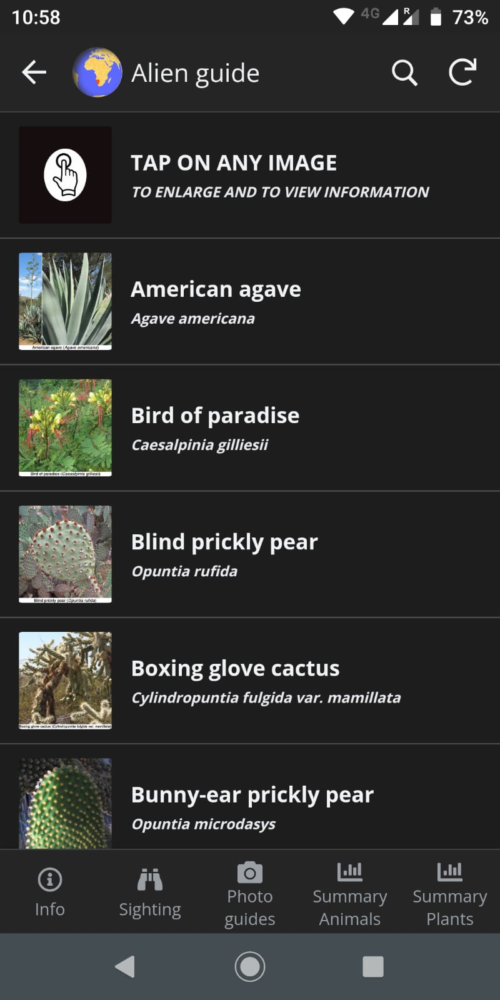 10:58
4G
R
73%
Alien guide
TAP ON ANY IMAGE
TO ENLARGE AND TO VIEW INFORMATION
American agave
Agave americana
American agave (Agave americana)
Bird of paradise
Caesalpinia gilliesii
Bird of paradise (Caesalpinia gilliesii)
Blind prickly pear
Opuntia rufida
Blind prickly pear (Opuntia rufida)
Boxing glove cactus
Cylindropuntia fulgida var. mamillata
Boxing glove cactus (Cylindropuntia fulgida var. mamillata)
Bunny-ear prickly pear
Opuntia microdasys
Info
Sighting
Photo
guides
Summary
Animals
Summary
Plants